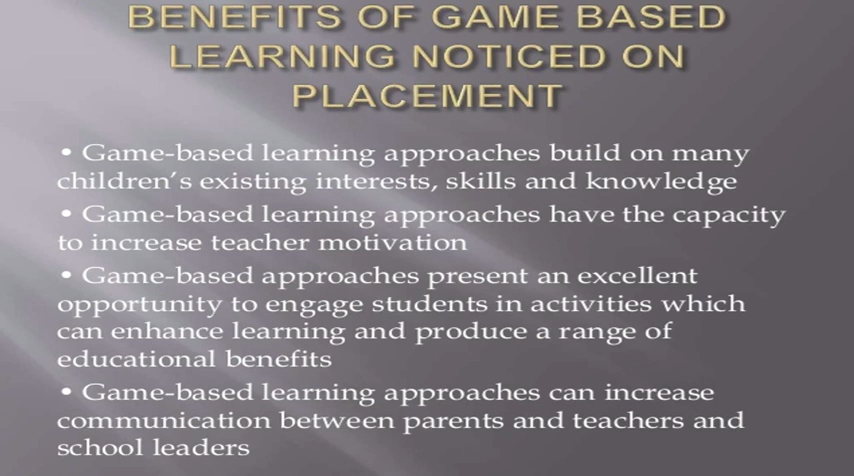 BENEFITS OF GAME BASED
LEARNING NOTICED ON
PLACEMENT
• Game-based learning approaches build on many
children’s existing interests, skills and knowledge
• Game-based learning approaches have the capacity
to increase teacher motivation
• Game-based approaches present an excellent
opportunity to engage students in activities which
can enhance learning and produce a range of
educational benefits
• Game-based learning approaches can increase
communication between parents and teachers and
school leaders